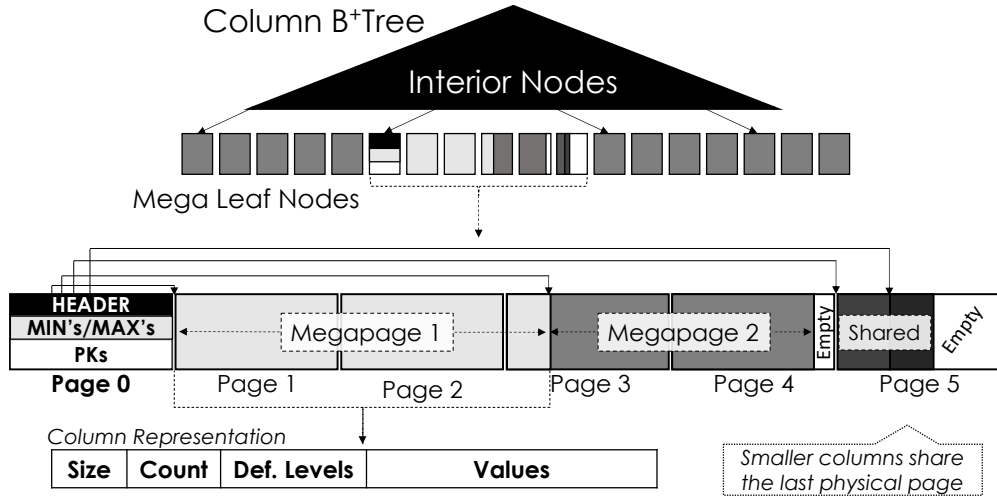 Column B+Tree
Interior Nodes
Mega Leaf Nodes
HEADER
MIN's/MAX's
PKs
Megapage 1
Megapage 2
Empty
Shared
Empty
Page 0
Page 1
Page 2
Page 3
Page 4
Page 5
Column Representation
Size Count Def. Levels Values
Smaller columns share
the last physical page